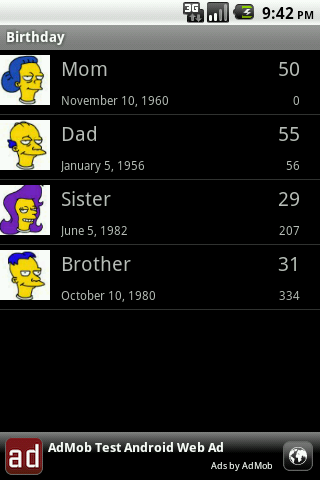 3G 9:42 PM
Birthday
Mom 50
November 10, 1960 0
Dad 55
January 5, 1956 56
Sister 29
June 5, 1982 207
Brother 31
October 10, 1980 334
ad AdMob Test Android Web Ad
Ads by AdMob